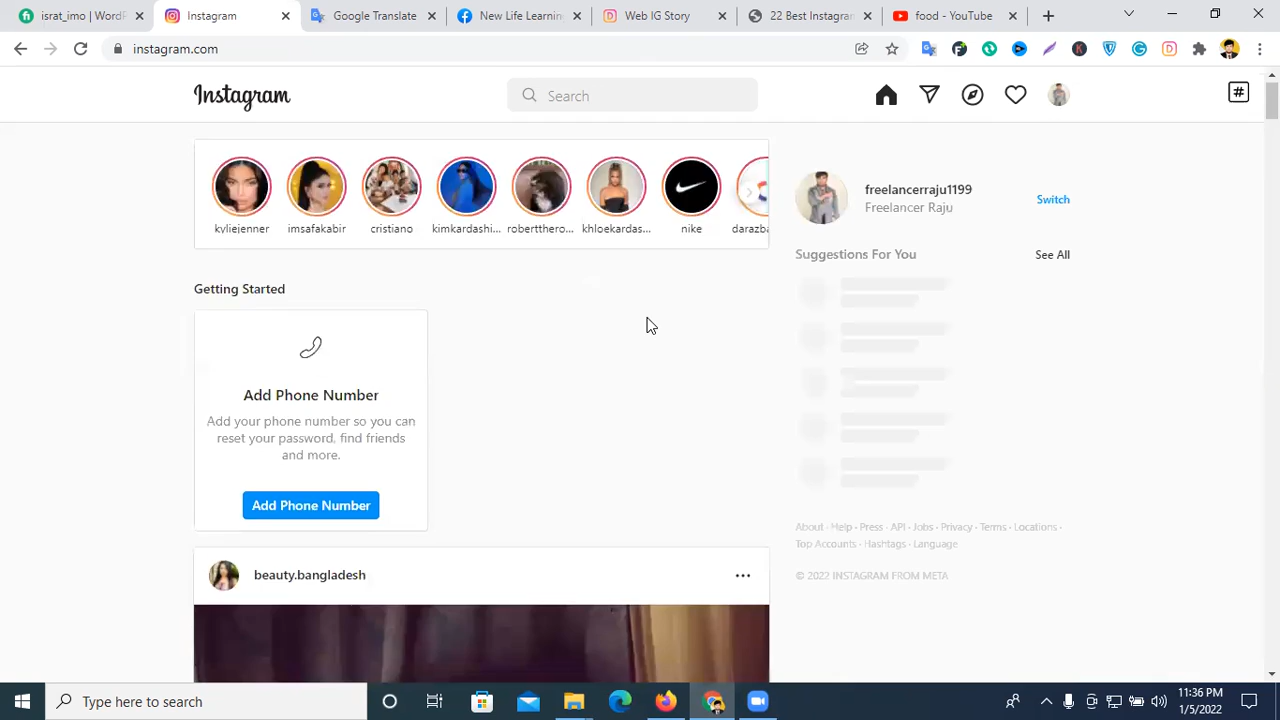 israt_imo | WordP
Instagram
Google Translate
New Life Learnin
Web IG Story
22 Best Instagram
food - YouTube
instagram.com
Instagram
Search
kyliejenner
imsafakabir
cristiano
kimkardashi...
robertthero...
khloekardas...
nike
darazba
freelancerraju1199
Freelancer Raju
Switch
Suggestions For You
See All
Getting Started
Add Phone Number
Add your phone number so you can
reset your password, find friends
and more.
Add Phone Number
About · Help · Press · API · Jobs · Privacy · Terms · Locations ·
Top Accounts · Hashtags · Language
© 2022 INSTAGRAM FROM META
beauty.bangladesh
Type here to search
11:36 PM
1/5/2022